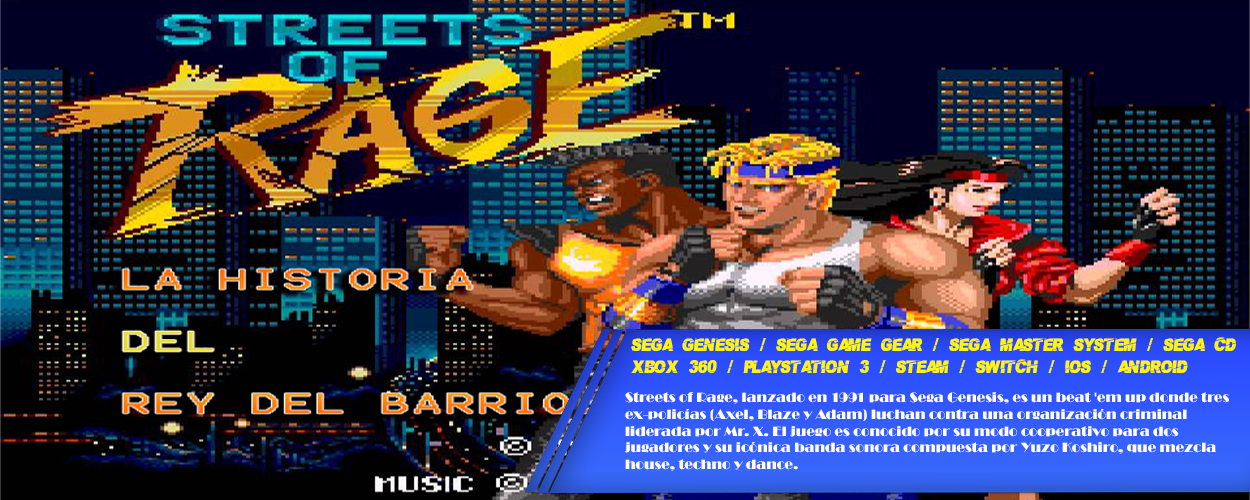 STREETS
OF
RAGE™
LA HISTORIA
DEL
REY DEL BARRIO
©
MUSIC ©
SEGA GENESIS / SEGA GAME GEAR / SEGA MASTER SYSTEM / SEGA CD
XBOX 360 / PLAYSTATION 3 / STEAM / SWITCH / IOS / ANDROID
Streets of Rage, lanzado en 1991 para Sega Genesis, es un beat 'em up donde tres
ex-policías (Axel, Blaze y Adam) luchan contra una organización criminal
liderada por Mr. X. El juego es conocido por su modo cooperativo para dos
jugadores y su icónica banda sonora compuesta por Yuzo Koshiro, que mezcla
house, techno y dance.